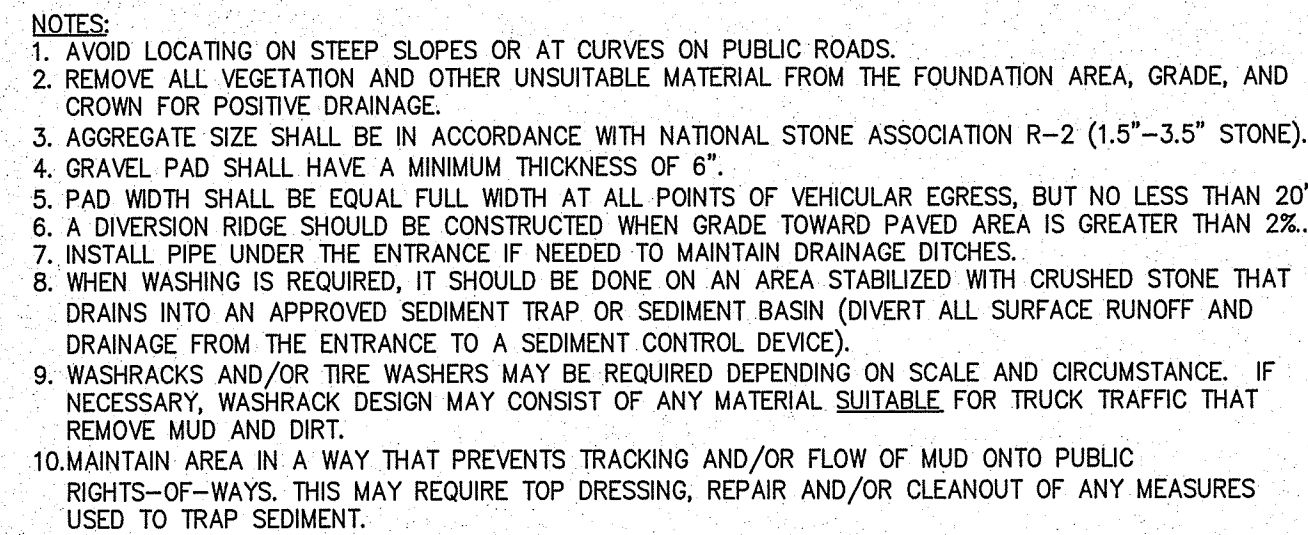 NOTES:
1. AVOID LOCATING ON STEEP SLOPES OR AT CURVES ON PUBLIC ROADS.
2. REMOVE ALL VEGETATION AND OTHER UNSUITABLE MATERIAL FROM THE FOUNDATION AREA, GRADE, AND
CROWN FOR POSITIVE DRAINAGE.
3. AGGREGATE SIZE SHALL BE IN ACCORDANCE WITH NATIONAL STONE ASSOCIATION R-2 (1.5"-3.5" STONE).
4. GRAVEL PAD SHALL HAVE A MINIMUM THICKNESS OF 6".
5. PAD WIDTH SHALL BE EQUAL FULL WIDTH AT ALL POINTS OF VEHICULAR EGRESS, BUT NO LESS THAN 20'
6. A DIVERSION RIDGE SHOULD BE CONSTRUCTED WHEN GRADE TOWARD PAVED AREA IS GREATER THAN 2%..
7. INSTALL PIPE UNDER THE ENTRANCE IF NEEDED TO MAINTAIN DRAINAGE DITCHES.
8. WHEN WASHING IS REQUIRED, IT SHOULD BE DONE ON AN AREA STABILIZED WITH CRUSHED STONE THAT
DRAINS INTO AN APPROVED SEDIMENT TRAP OR SEDIMENT BASIN (DIVERT ALL SURFACE RUNOFF AND
DRAINAGE FROM THE ENTRANCE TO A SEDIMENT CONTROL DEVICE).
9. WASHRACKS AND/OR TIRE WASHERS MAY BE REQUIRED DEPENDING ON SCALE AND CIRCUMSTANCE. IF
NECESSARY, WASHRACK DESIGN MAY CONSIST OF ANY MATERIAL SUITABLE FOR TRUCK TRAFFIC THAT
REMOVE MUD AND DIRT.
10.MAINTAIN AREA IN A WAY THAT PREVENTS TRACKING AND/OR FLOW OF MUD ONTO PUBLIC
RIGHTS-OF-WAYS. THIS MAY REQUIRE TOP DRESSING, REPAIR AND/OR CLEANOUT OF ANY MEASURES
USED TO TRAP SEDIMENT.